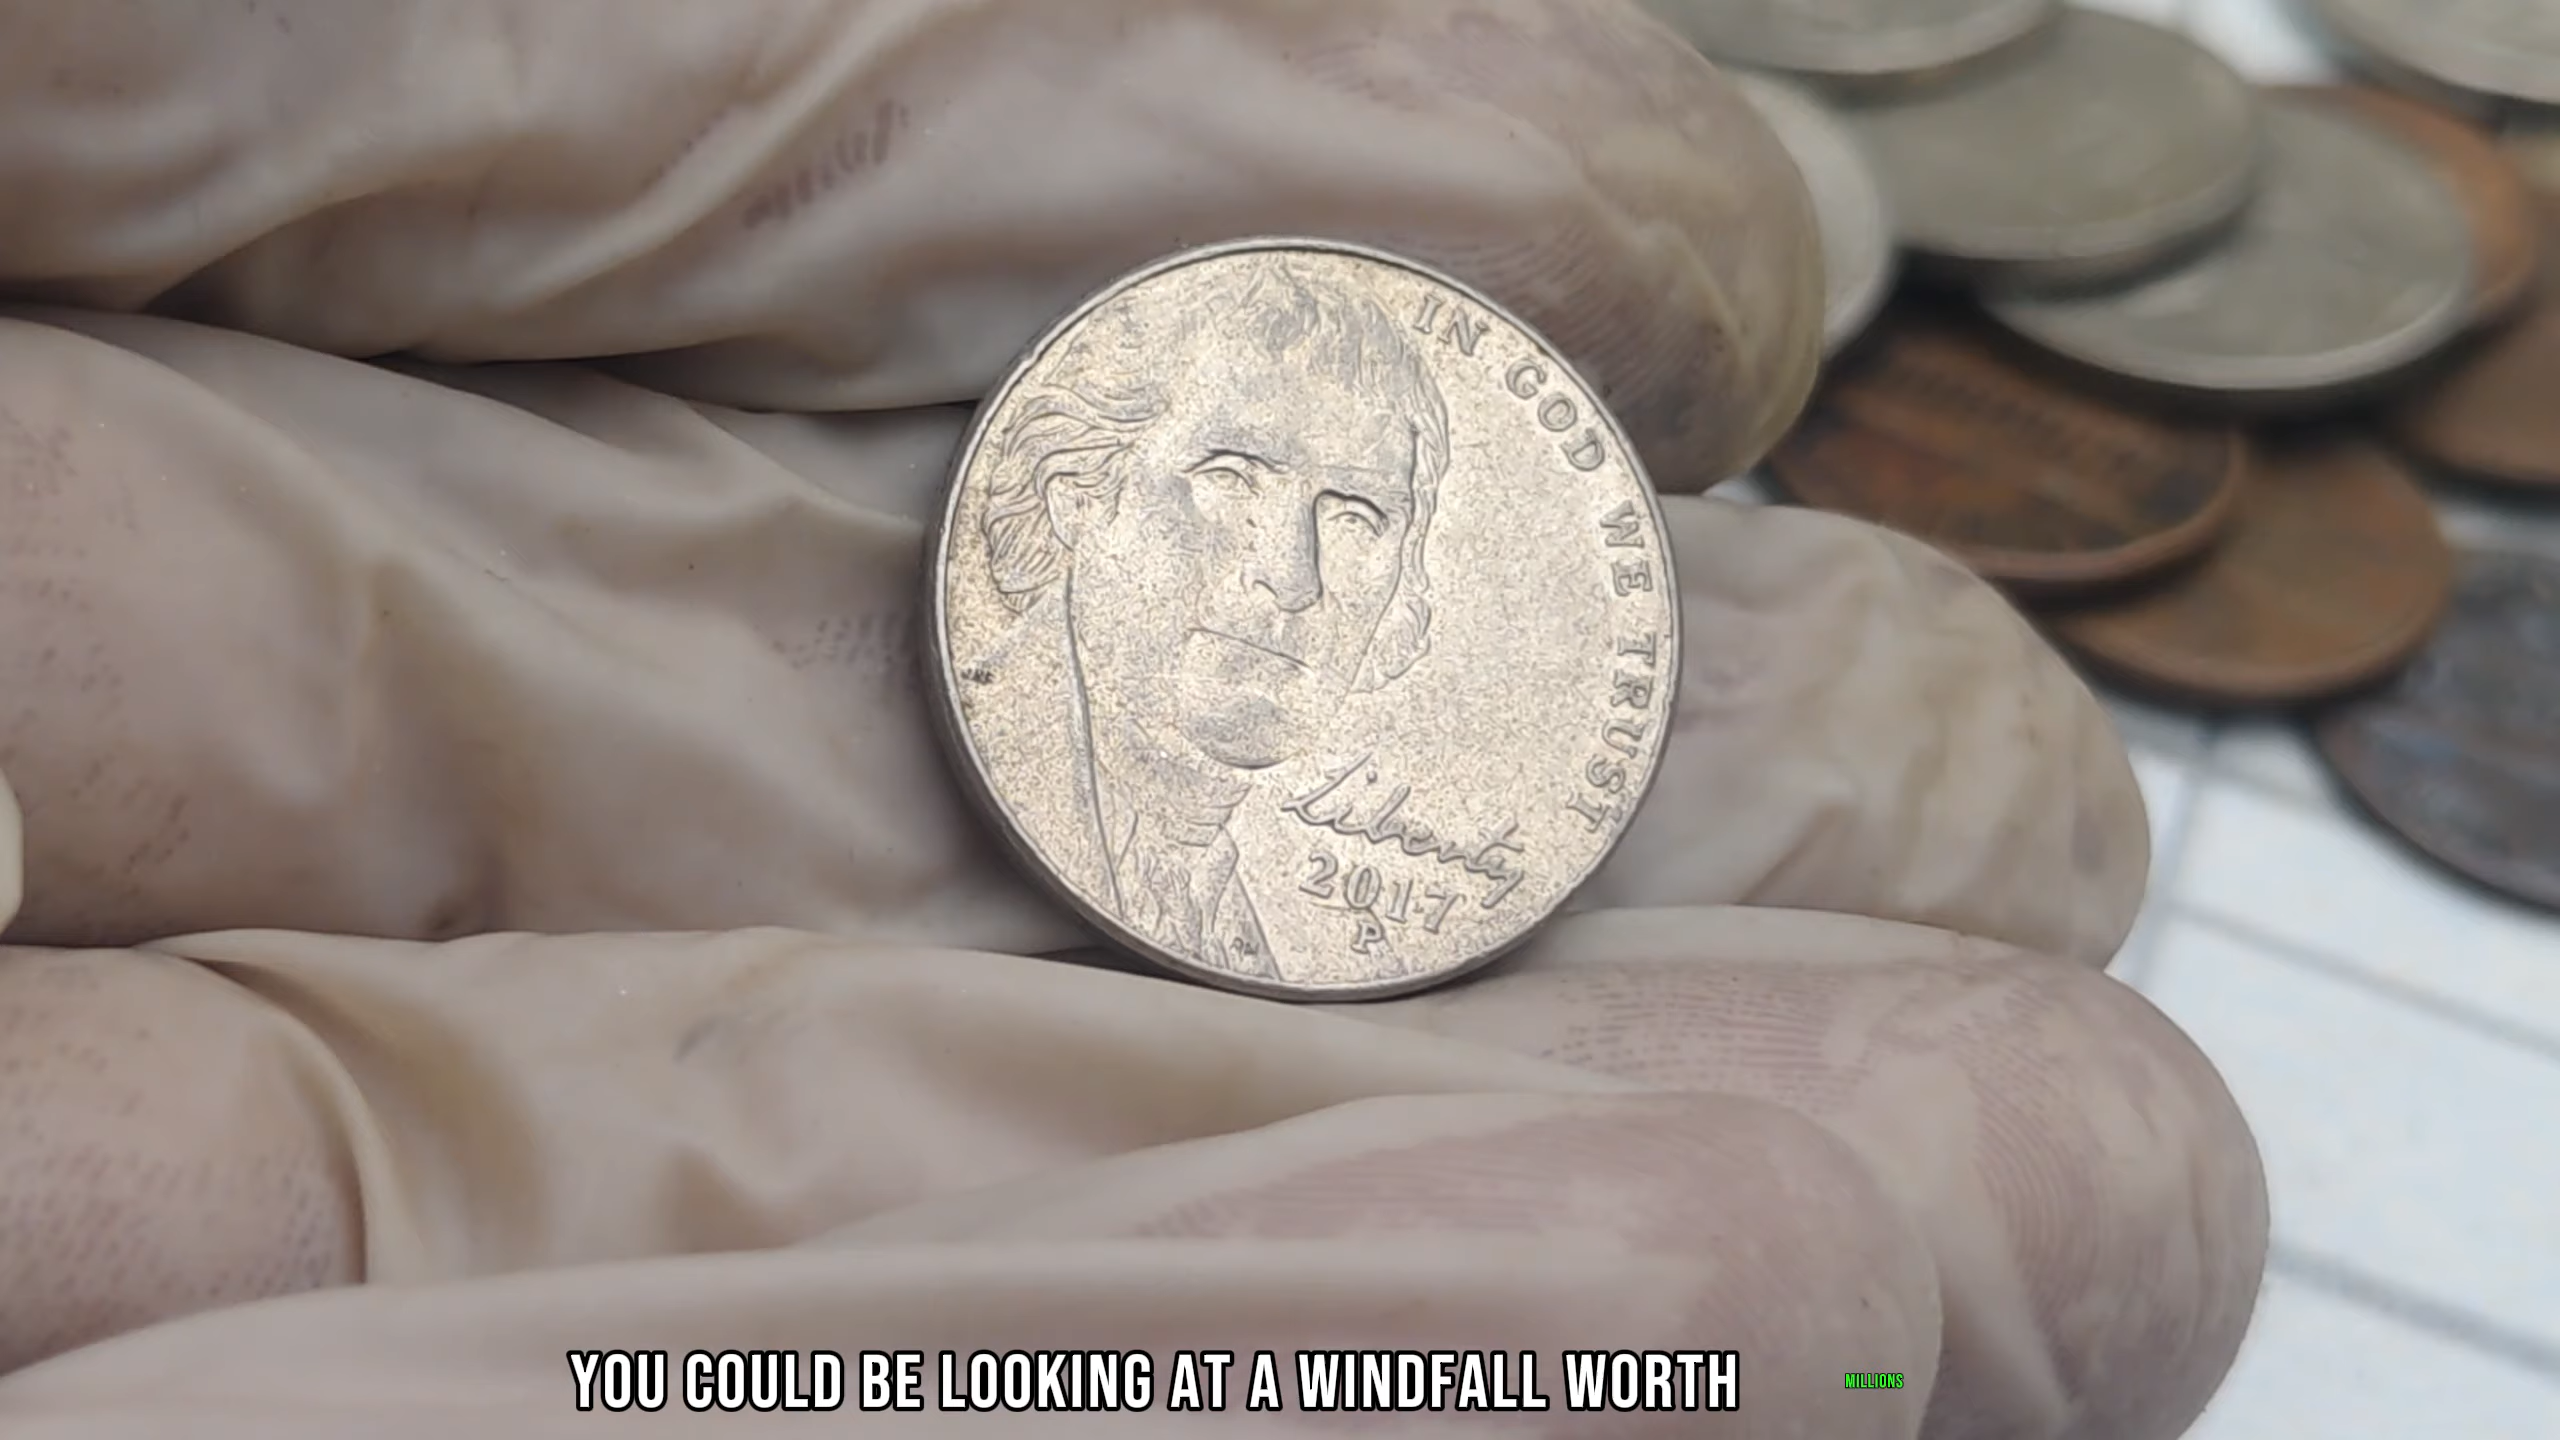 IN GOD WE TRUST
Liberty
2017
P
YOU COULD BE LOOKING AT A WINDFALL WORTH MILLIONS